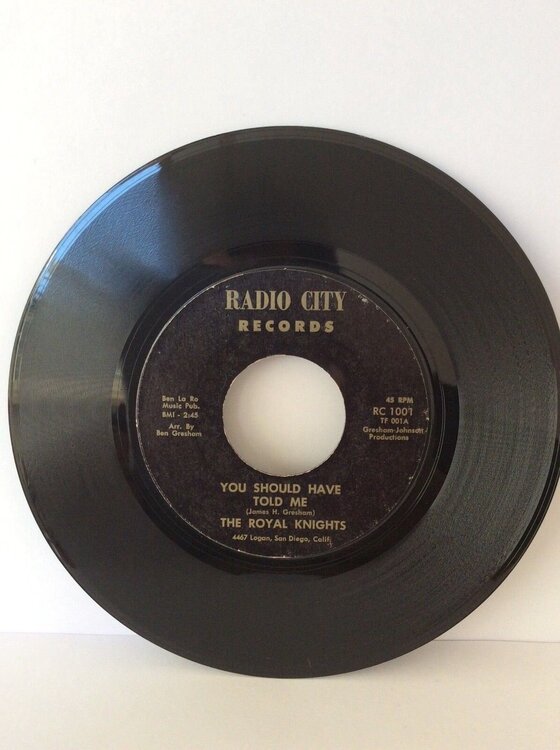 RADIO CITY
RECORDS
Ben La Ro
Music Pub.
BMI - 2:45
Arr. By
Ben Gresham
45 RPM
RC 1001
TF 001A
Gresham-Johnson
Productions
YOU SHOULD HAVE
TOLD ME
(James H. Gresham)
THE ROYAL KNIGHTS
4467 Logan, San Diego, Calif.